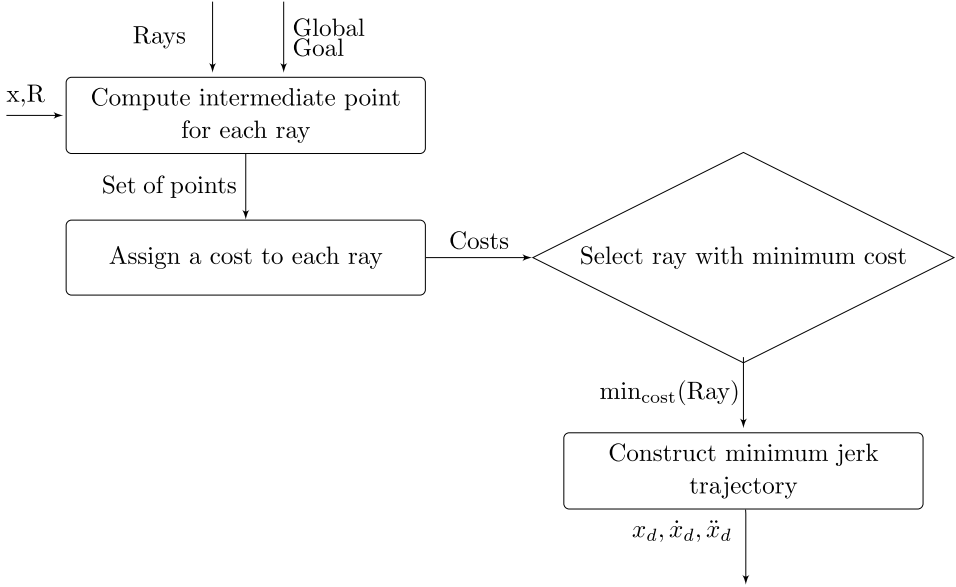 Rays
Global
Goal
x,R
Compute intermediate point
for each ray
Set of points
Assign a cost to each ray
Costs
Select ray with minimum cost
min_cost(Ray)
Construct minimum jerk
trajectory
x_d, ẋ_d, ẍ_d